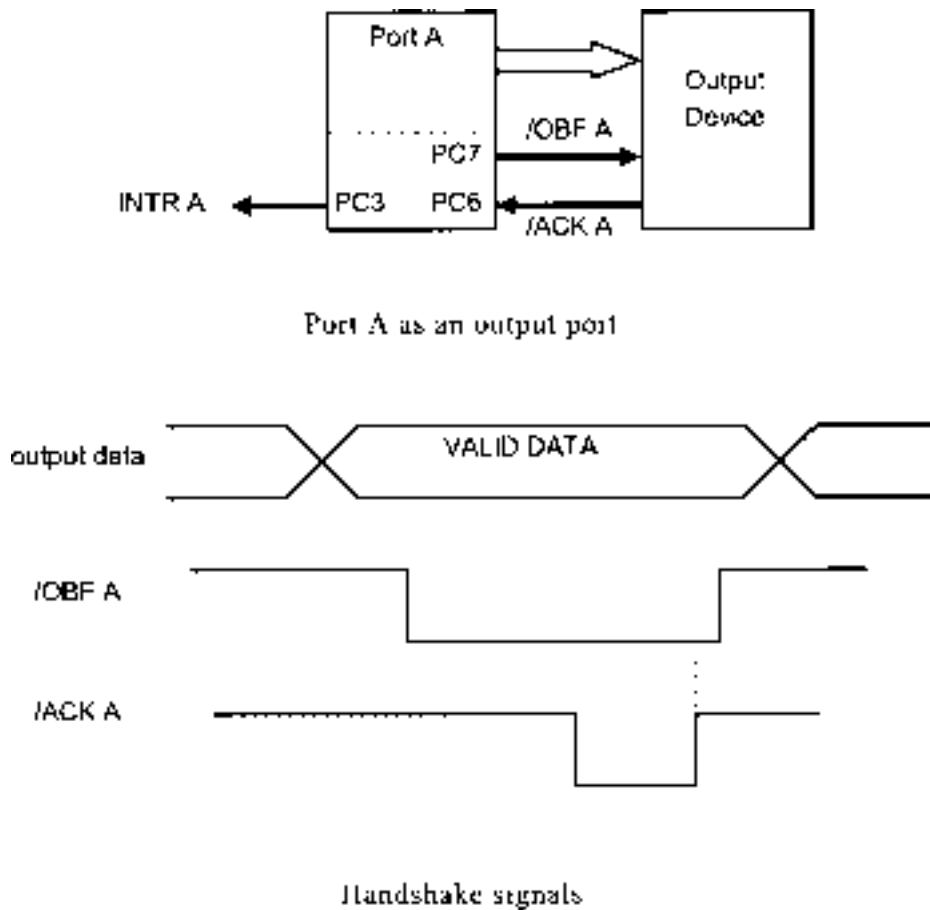 Port A
Output
Device
/OBF A
PC7
INTR A
PC3
PC6
/ACK A
Port A as an output port
output data
VALID DATA
/OBF A
/ACK A
Handshake signals